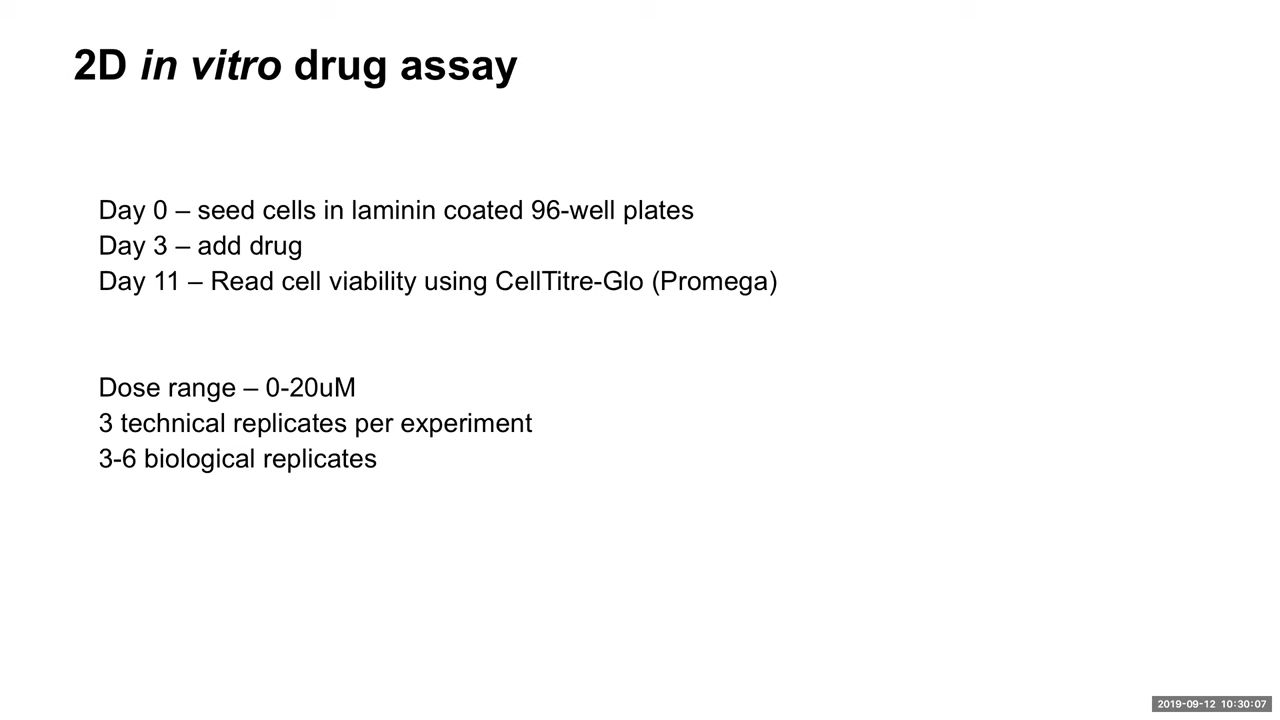 2D in vitro drug assay
Day 0 – seed cells in laminin coated 96-well plates
Day 3 – add drug
Day 11 – Read cell viability using CellTitre-Glo (Promega)
Dose range – 0-20uM
3 technical replicates per experiment
3-6 biological replicates
2019-09-12 10:30:07